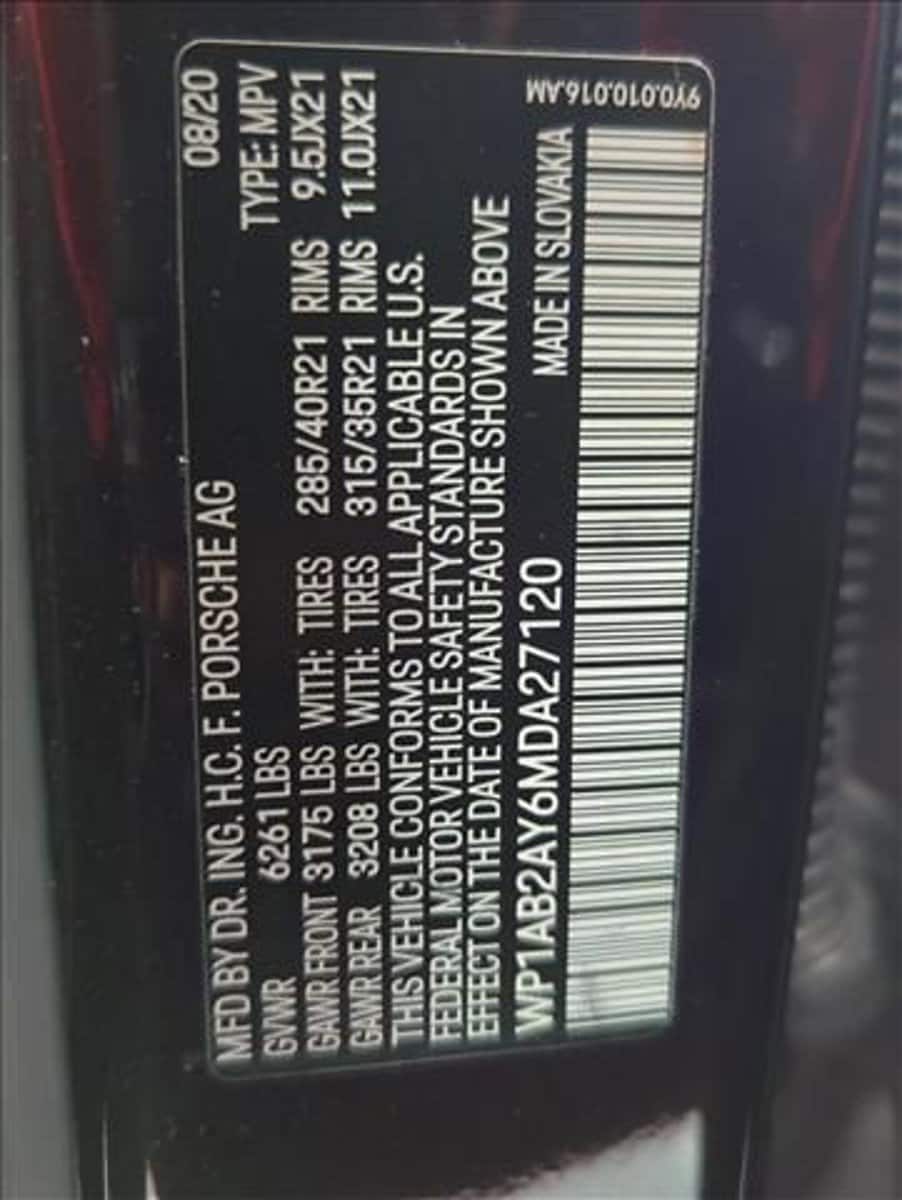 MFD BY DR. ING. H.C. F. PORSCHE AG 08/20
GVWR 6261 LBS TYPE: MPV
GAWR FRONT 3175 LBS WITH: TIRES 285/40R21 RIMS 9.5JX21
GAWR REAR 3208 LBS WITH: TIRES 315/35R21 RIMS 11.0JX21
THIS VEHICLE CONFORMS TO ALL APPLICABLE U.S.
FEDERAL MOTOR VEHICLE SAFETY STANDARDS IN
EFFECT ON THE DATE OF MANUFACTURE SHOWN ABOVE
WP1AB2AY6MDA27120 MADE IN SLOVAKIA
9Y0.010.016.AM